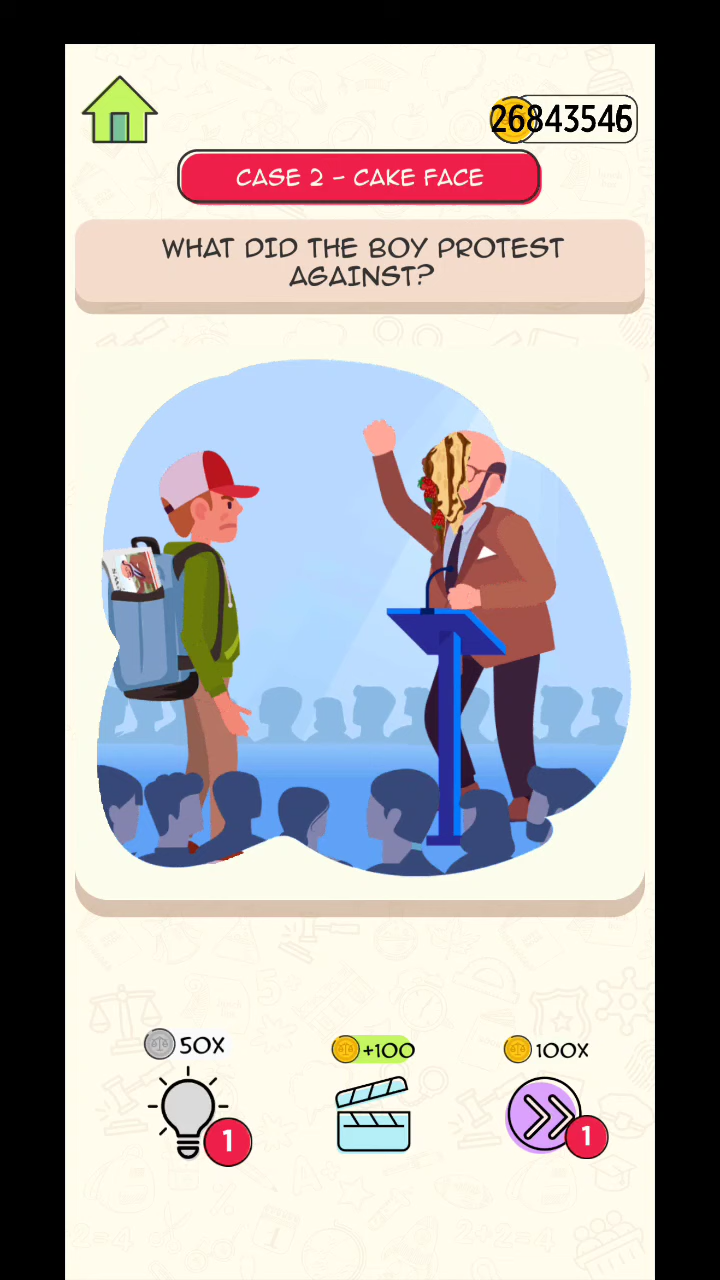 26843546
CASE 2 - CAKE FACE
WHAT DID THE BOY PROTEST
AGAINST?
50X
+100
100X
1
1